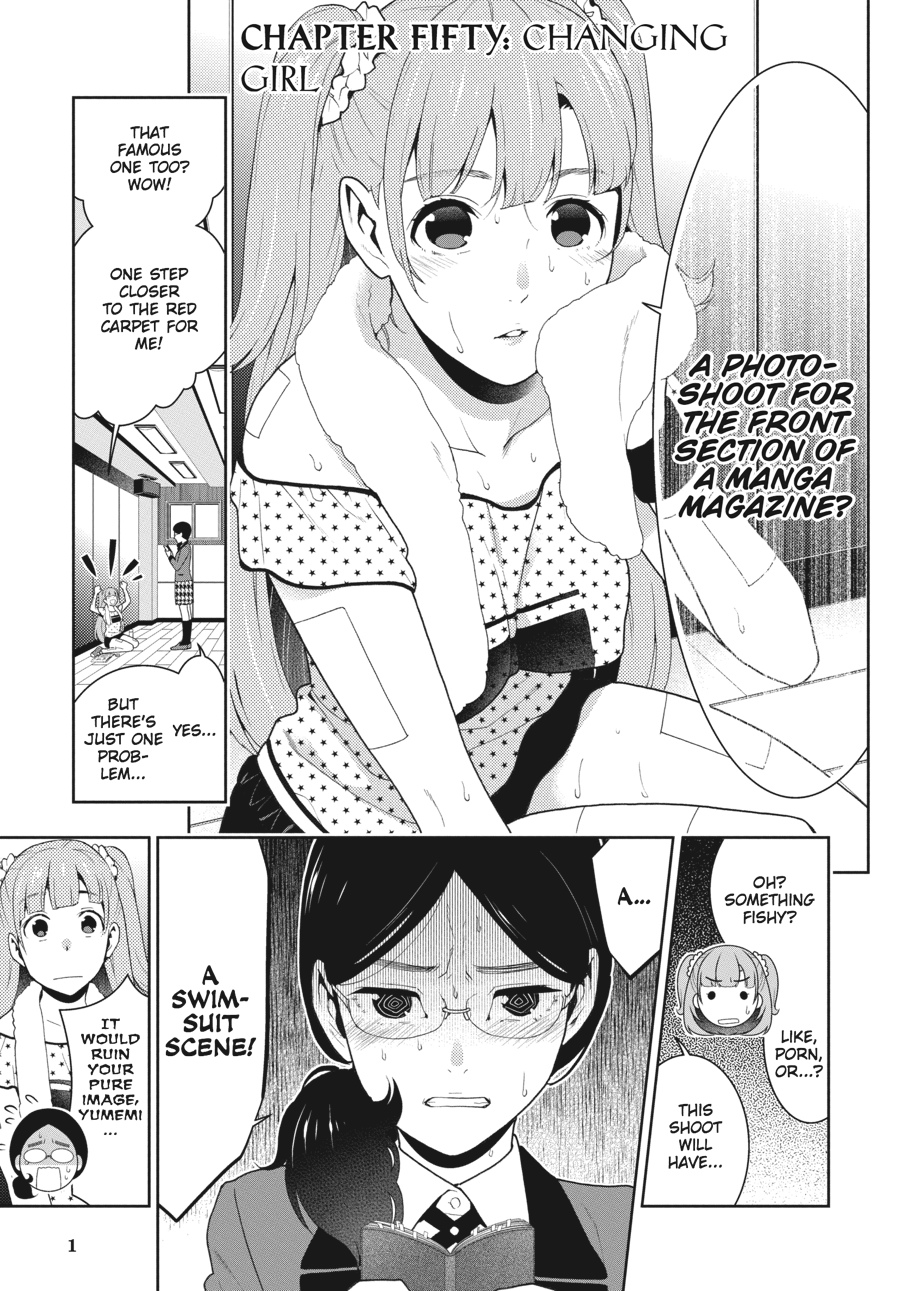 CHAPTER FIFTY: CHANGING
GIRL
A PHOTO-
SHOOT FOR
THE FRONT
SECTION OF
A MANGA
MAGAZINE?
THAT
FAMOUS
ONE TOO?
WOW!
ONE STEP
CLOSER
TO THE RED
CARPET FOR
ME!
YES...
BUT
THERE'S
JUST ONE
PROB-
LEM...
OH?
SOMETHING
FISHY?
LIKE,
PORN,
OR...?
THIS
SHOOT
WILL
HAVE...
A...
A
SWIM-
SUIT
SCENE!
IT
WOULD
RUIN
YOUR
PURE
IMAGE,
YUMEMI
...
1